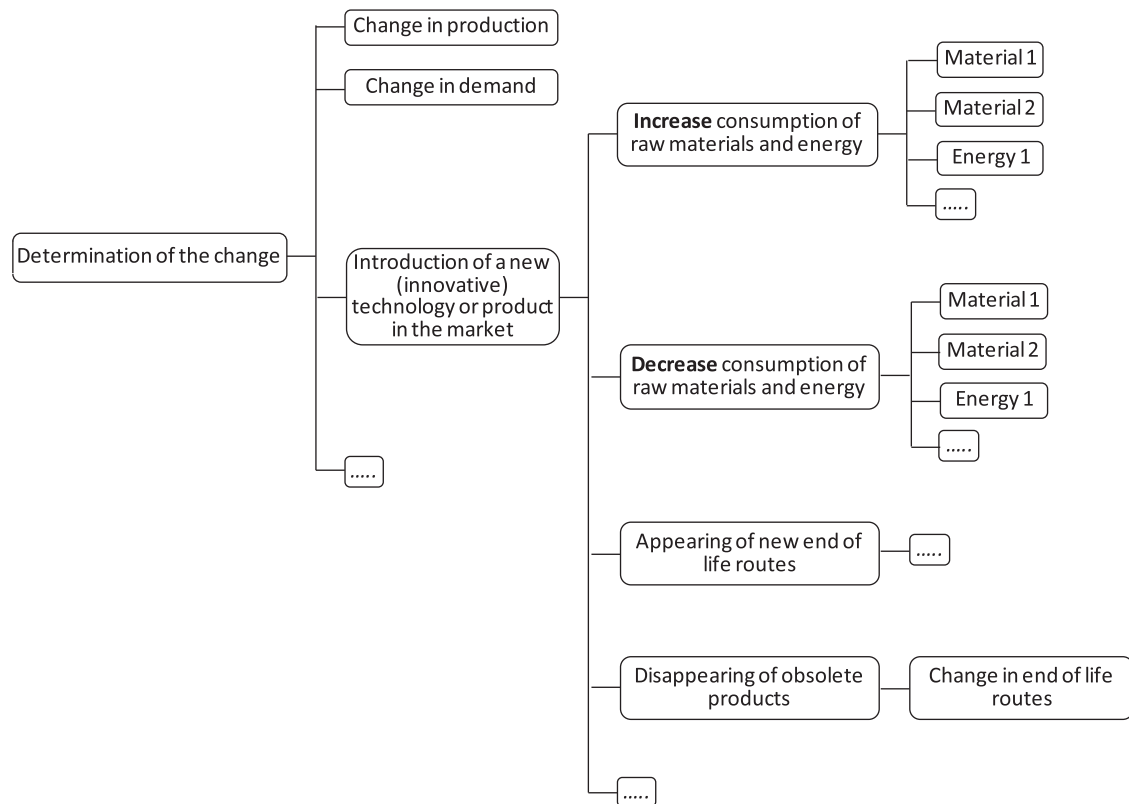 Change in production
Change in demand
Determination of the change
Introduction of a new
(innovative)
technology or product
in the market
.....
Increase consumption of
raw materials and energy
Material 1
Material 2
Energy 1
.....
Decrease consumption of
raw materials and energy
Material 1
Material 2
Energy 1
.....
Appearing of new end of
life routes
.....
Disappearing of obsolete
products
Change in end of life
routes
.....